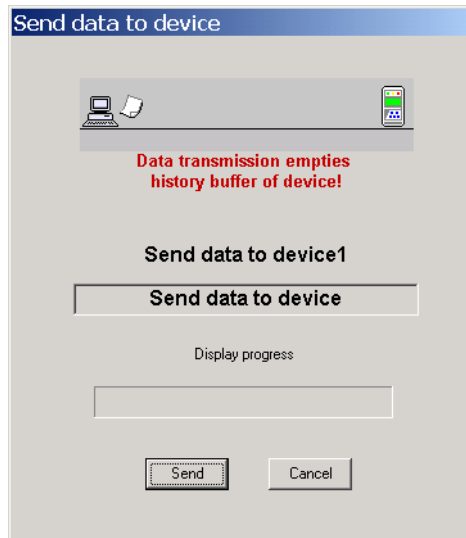 Send data to device
Data transmission empties
history buffer of device!
Send data to device1
Send data to device
Display progress
Send
Cancel